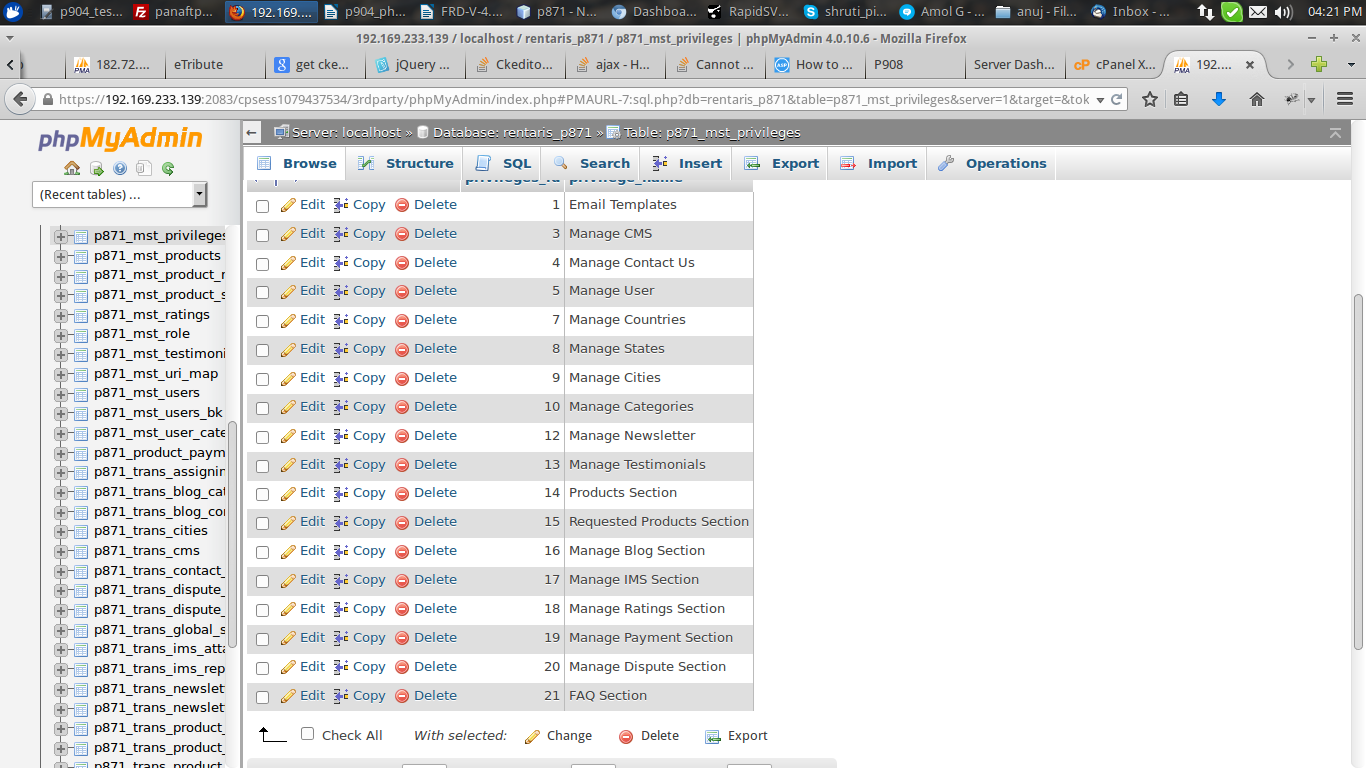 p904_tes... panaftp... 192.169.... p904_ph... FRD-V-4.... p871 - N... Dashboa... RapidSV... shruti_pi... Amol G - ... anuj - Fil... Inbox - ... 04:21 PM
192.169.233.139 / localhost / rentaris_p871 / p871_mst_privileges | phpMyAdmin 4.0.10.6 - Mozilla Firefox
182.72.... eTribute get cke... jQuery ... Ckedito... ajax - H... Cannot ... How to ... P908 Server Dash... cPanel X... 192....
https://192.169.233.139:2083/cpsess1079437534/3rdparty/phpMyAdmin/index.php#PMAURL-7:sql.php?db=rentaris_p871&table=p871_mst_privileges&server=1&target=&tok
phpMyAdmin
(Recent tables) ...
p871_mst_privileges
p871_mst_products
p871_mst_product_r
p871_mst_product_s
p871_mst_ratings
p871_mst_role
p871_mst_testimoni
p871_mst_uri_map
p871_mst_users
p871_mst_users_bk
p871_mst_user_cate
p871_product_paym
p871_trans_assignin
p871_trans_blog_cat
p871_trans_blog_cor
p871_trans_cities
p871_trans_cms
p871_trans_contact_
p871_trans_dispute_
p871_trans_dispute_
p871_trans_global_s
p871_trans_ims_atta
p871_trans_ims_rep
p871_trans_newslet
p871_trans_newslet
p871_trans_product_
p871_trans_product_
p871_trans_product
Server: localhost » Database: rentaris_p871 » Table: p871_mst_privileges
Browse Structure SQL Search Insert Export Import Operations
privileges_id privilege_name
Edit Copy Delete 1 Email Templates
Edit Copy Delete 3 Manage CMS
Edit Copy Delete 4 Manage Contact Us
Edit Copy Delete 5 Manage User
Edit Copy Delete 7 Manage Countries
Edit Copy Delete 8 Manage States
Edit Copy Delete 9 Manage Cities
Edit Copy Delete 10 Manage Categories
Edit Copy Delete 12 Manage Newsletter
Edit Copy Delete 13 Manage Testimonials
Edit Copy Delete 14 Products Section
Edit Copy Delete 15 Requested Products Section
Edit Copy Delete 16 Manage Blog Section
Edit Copy Delete 17 Manage IMS Section
Edit Copy Delete 18 Manage Ratings Section
Edit Copy Delete 19 Manage Payment Section
Edit Copy Delete 20 Manage Dispute Section
Edit Copy Delete 21 FAQ Section
Check All With selected: Change Delete Export